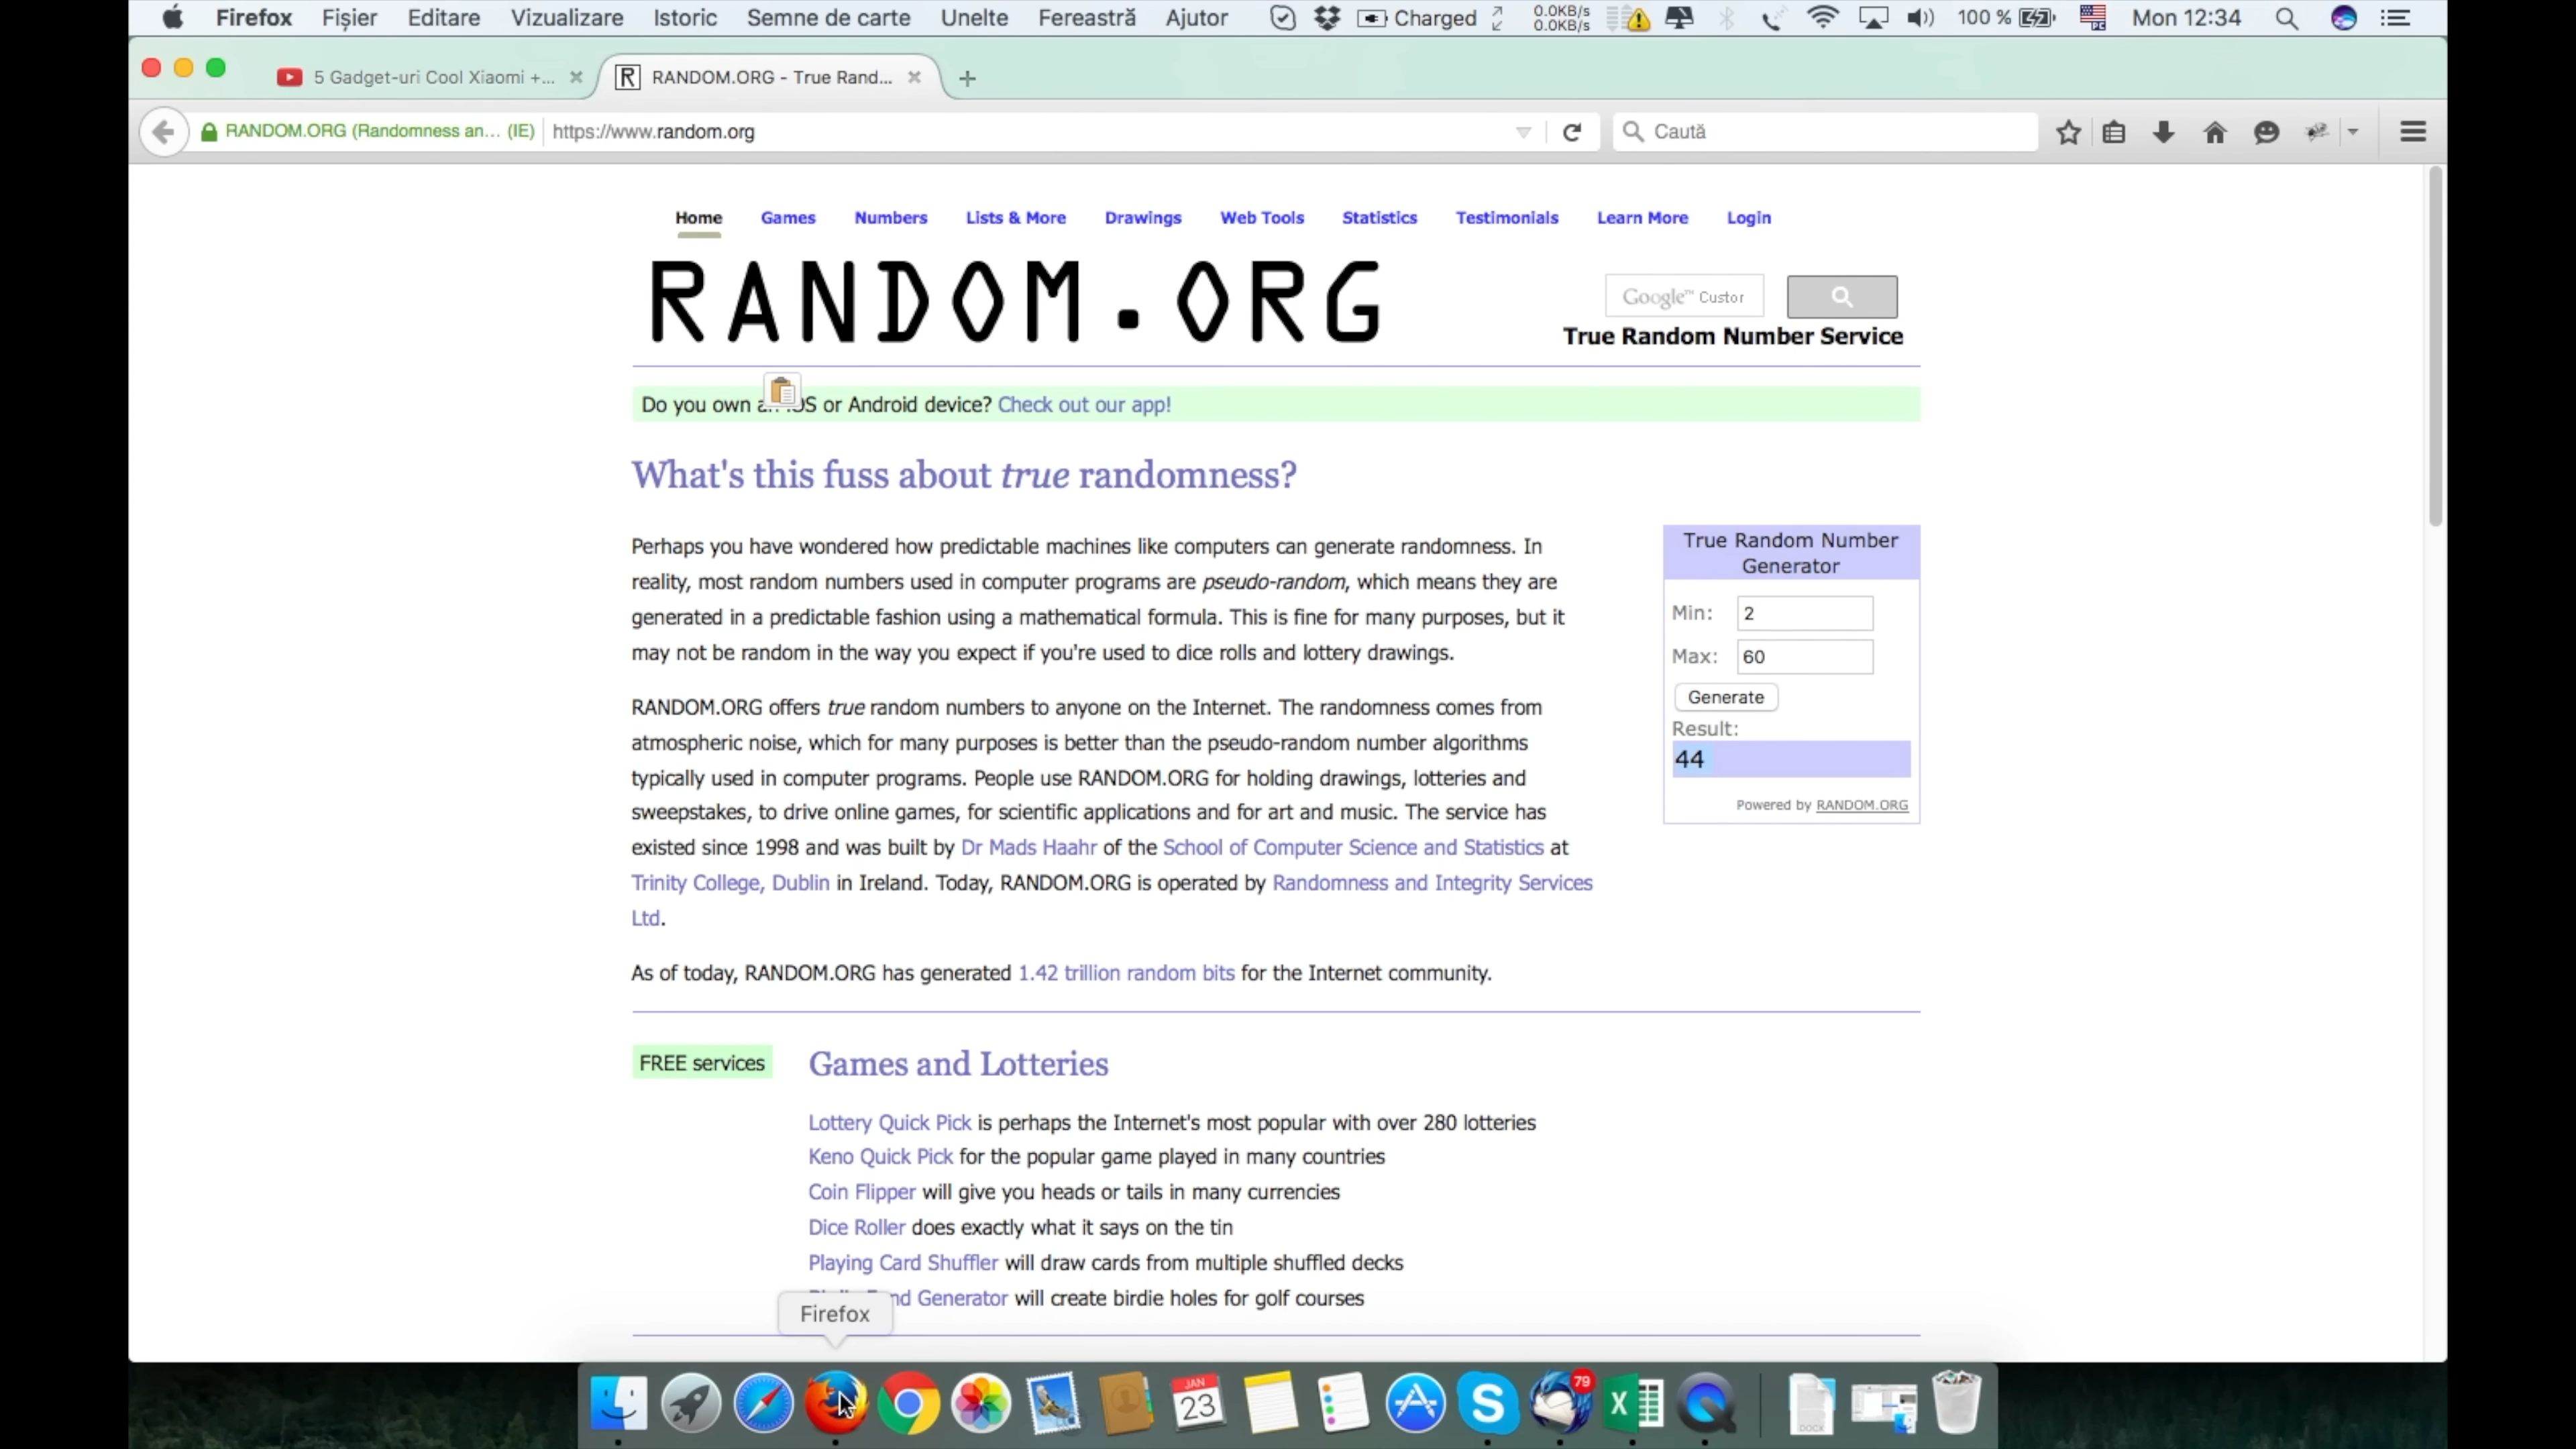 Firefox Fișier Editare Vizualizare Istoric Semne de carte Unelte Fereastră Ajutor Charged 0.0KB/s 0.0KB/s 100 % Mon 12:34
5 Gadget-uri Cool Xiaomi +... RANDOM.ORG - True Rand...
RANDOM.ORG (Randomness an... (IE) https://www.random.org Caută
Home Games Numbers Lists & More Drawings Web Tools Statistics Testimonials Learn More Login
RANDOM.ORG
Google™ Custor
True Random Number Service
Do you own or Android device? Check out our app!
What's this fuss about true randomness?
Perhaps you have wondered how predictable machines like computers can generate randomness. In
reality, most random numbers used in computer programs are pseudo-random, which means they are
generated in a predictable fashion using a mathematical formula. This is fine for many purposes, but it
may not be random in the way you expect if you're used to dice rolls and lottery drawings.
RANDOM.ORG offers true random numbers to anyone on the Internet. The randomness comes from
atmospheric noise, which for many purposes is better than the pseudo-random number algorithms
typically used in computer programs. People use RANDOM.ORG for holding drawings, lotteries and
sweepstakes, to drive online games, for scientific applications and for art and music. The service has
existed since 1998 and was built by Dr Mads Haahr of the School of Computer Science and Statistics at
Trinity College, Dublin in Ireland. Today, RANDOM.ORG is operated by Randomness and Integrity Services
Ltd.
As of today, RANDOM.ORG has generated 1.42 trillion random bits for the Internet community.
True Random Number
Generator
Min: 2
Max: 60
Generate
Result:
44
Powered by RANDOM.ORG
FREE services
Games and Lotteries
Lottery Quick Pick is perhaps the Internet's most popular with over 280 lotteries
Keno Quick Pick for the popular game played in many countries
Coin Flipper will give you heads or tails in many currencies
Dice Roller does exactly what it says on the tin
Playing Card Shuffler will draw cards from multiple shuffled decks
Generator will create birdie holes for golf courses
Firefox
JAN
23
79
DOCX